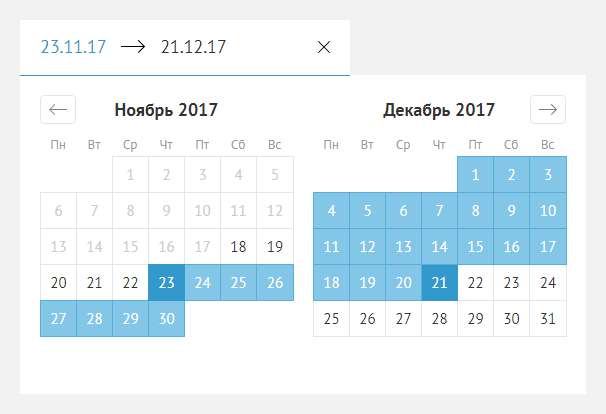 23.11.17 → 21.12.17 ×
← Ноябрь 2017
Пн Вт Ср Чт Пт Сб Вс
1 2 3 4 5
6 7 8 9 10 11 12
13 14 15 16 17 18 19
20 21 22 23 24 25 26
27 28 29 30
Декабрь 2017 →
Пн Вт Ср Чт Пт Сб Вс
1 2 3
4 5 6 7 8 9 10
11 12 13 14 15 16 17
18 19 20 21 22 23 24
25 26 27 28 29 30 31